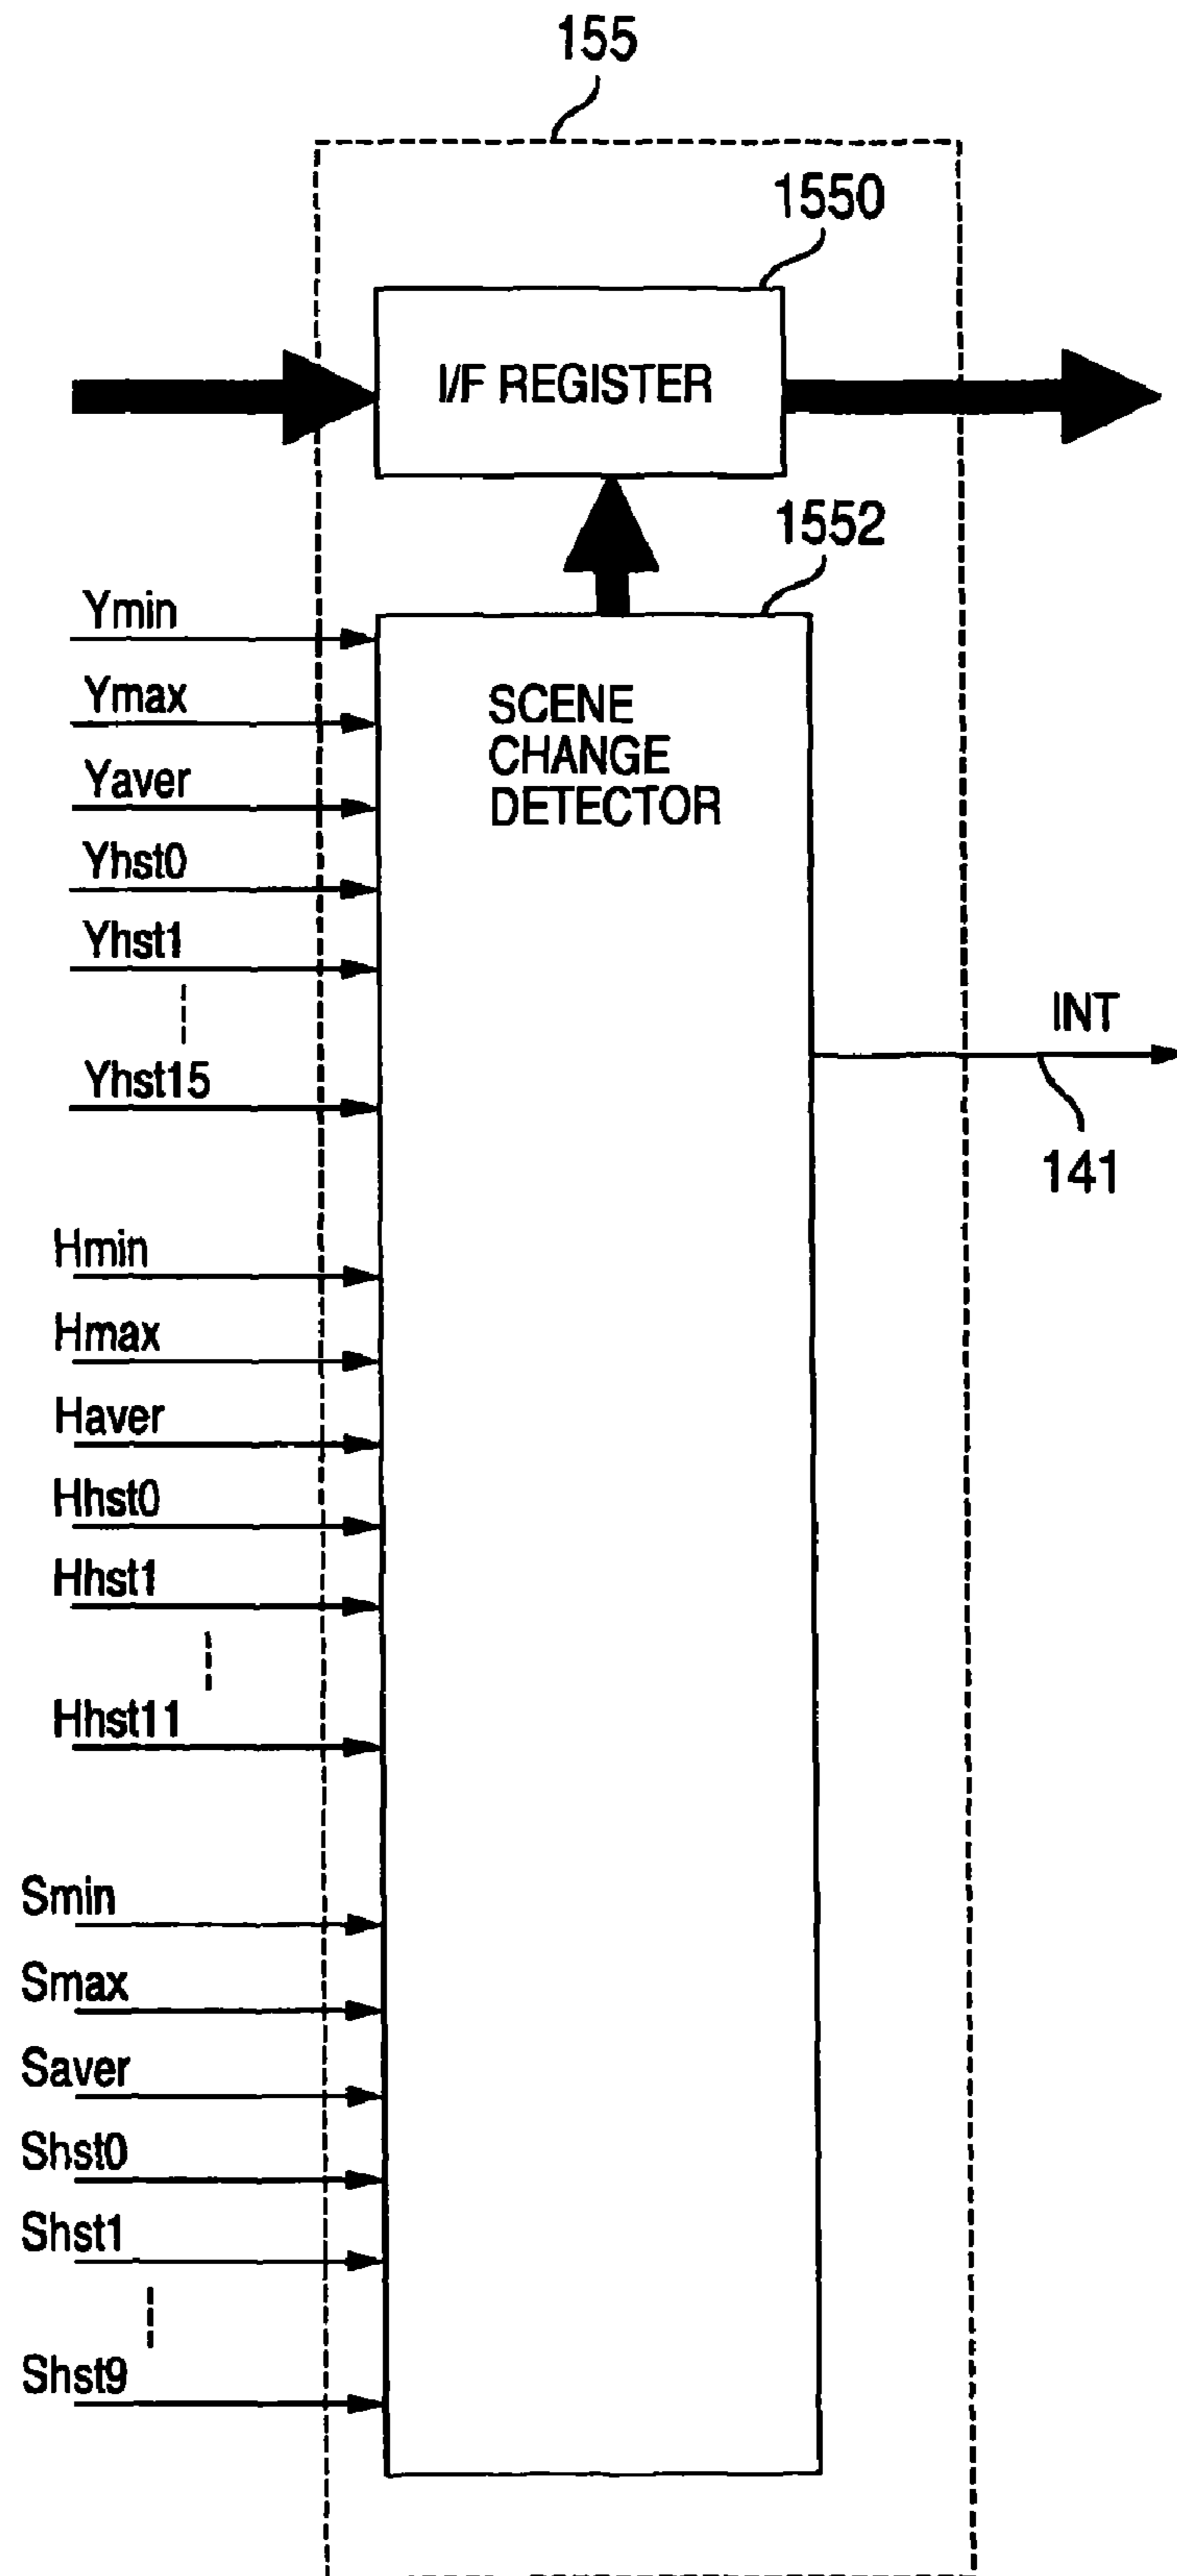 155
1550
I/F REGISTER
1552
Ymin
Ymax
SCENE
CHANGE
DETECTOR
Yaver
Yhst0
Yhst1
INT
Yhst15
141
Hmin
Hmax
Haver
Hhst0
Hhst1
Hhst11
Smin
Smax
Saver
Shst0
Shst1
Shst9